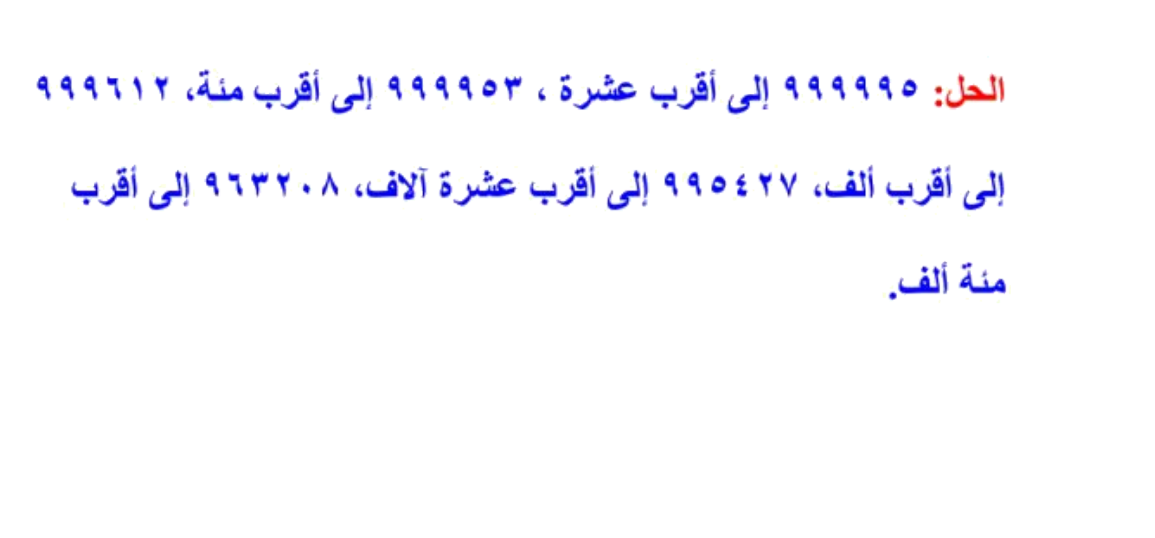 الحل: ٩٩٩٩٩٥ إلى أقرب عشرة ، ٩٩٩٩٥٣ إلى أقرب مئة، ٩٩٩٦١٢
إلى أقرب ألف، ٩٩٥٤٢٧ إلى أقرب عشرة آلاف، ٩٦٣٢٠٨ إلى أقرب
مئة ألف.